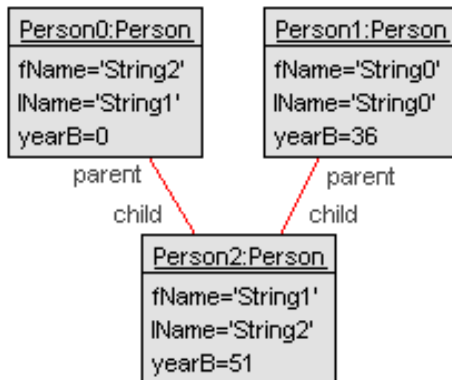 Person0:Person
fName='String2'
lName='String1'
yearB=0
Person1:Person
fName='String0'
lName='String0'
yearB=36
parent
parent
child
child
Person2:Person
fName='String1'
lName='String2'
yearB=51